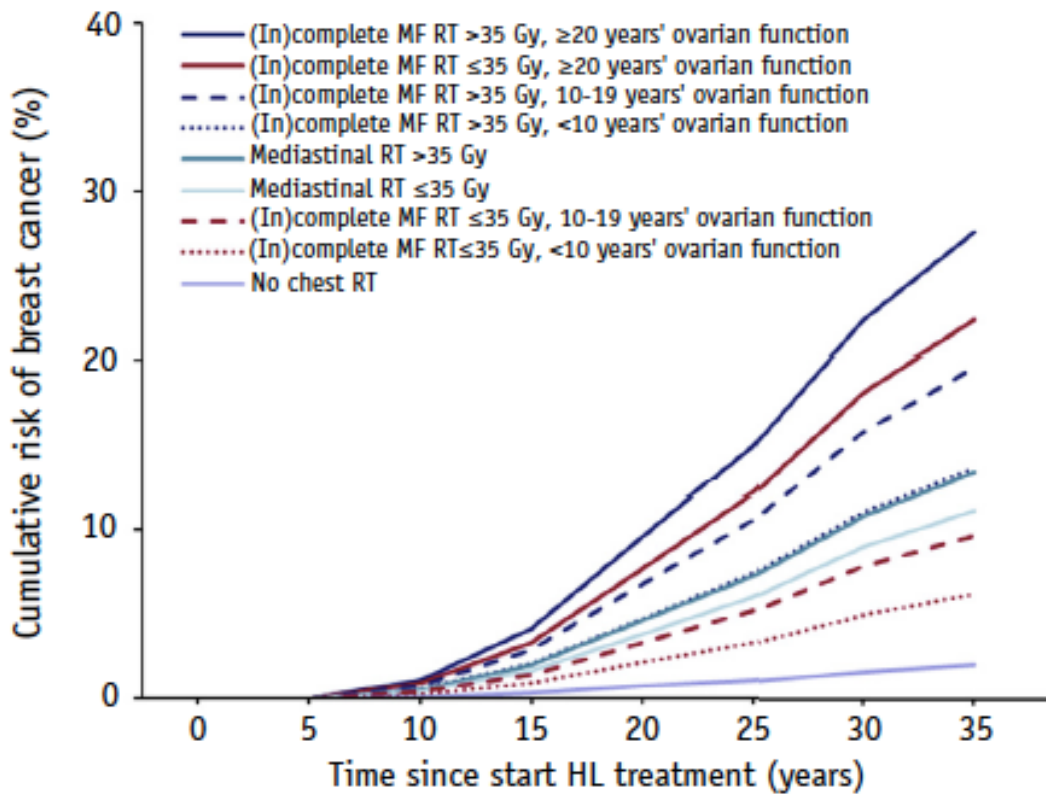 40
(In)complete MF RT >35 Gy, ≥20 years' ovarian function
(In)complete MF RT ≤35 Gy, ≥20 years' ovarian function
(In)complete MF RT >35 Gy, 10-19 years' ovarian function
(In)complete MF RT >35 Gy, <10 years' ovarian function
Mediastinal RT >35 Gy
Mediastinal RT ≤35 Gy
(In)complete MF RT ≤35 Gy, 10-19 years' ovarian function
(In)complete MF RT≤35 Gy, <10 years' ovarian function
No chest RT
30
20
10
0
Cumulative risk of breast cancer (%)
0 5 10 15 20 25 30 35
Time since start HL treatment (years)